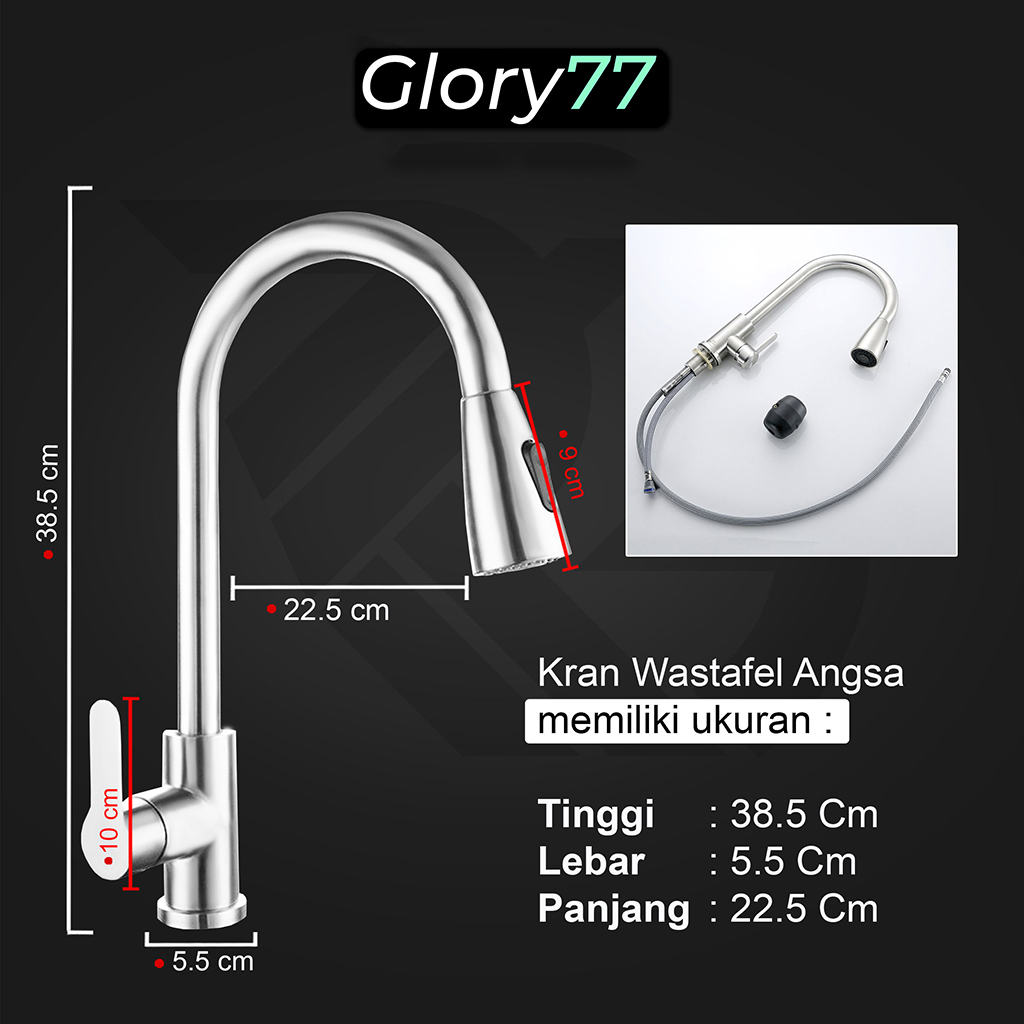 Glory77
38.5 cm
9 cm
22.5 cm
10 cm
5.5 cm
Kran Wastafel Angsa
memiliki ukuran :
Tinggi : 38.5 Cm
Lebar : 5.5 Cm
Panjang : 22.5 Cm